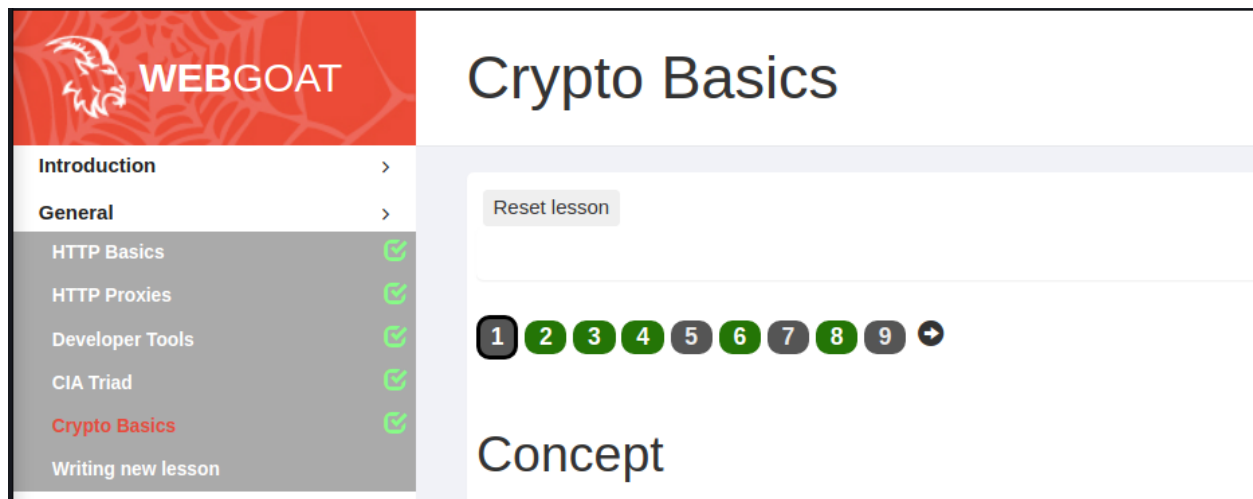 WEBGOAT
Crypto Basics
Introduction
General
HTTP Basics
HTTP Proxies
Developer Tools
CIA Triad
Crypto Basics
Writing new lesson
Reset lesson
1 2 3 4 5 6 7 8 9
Concept